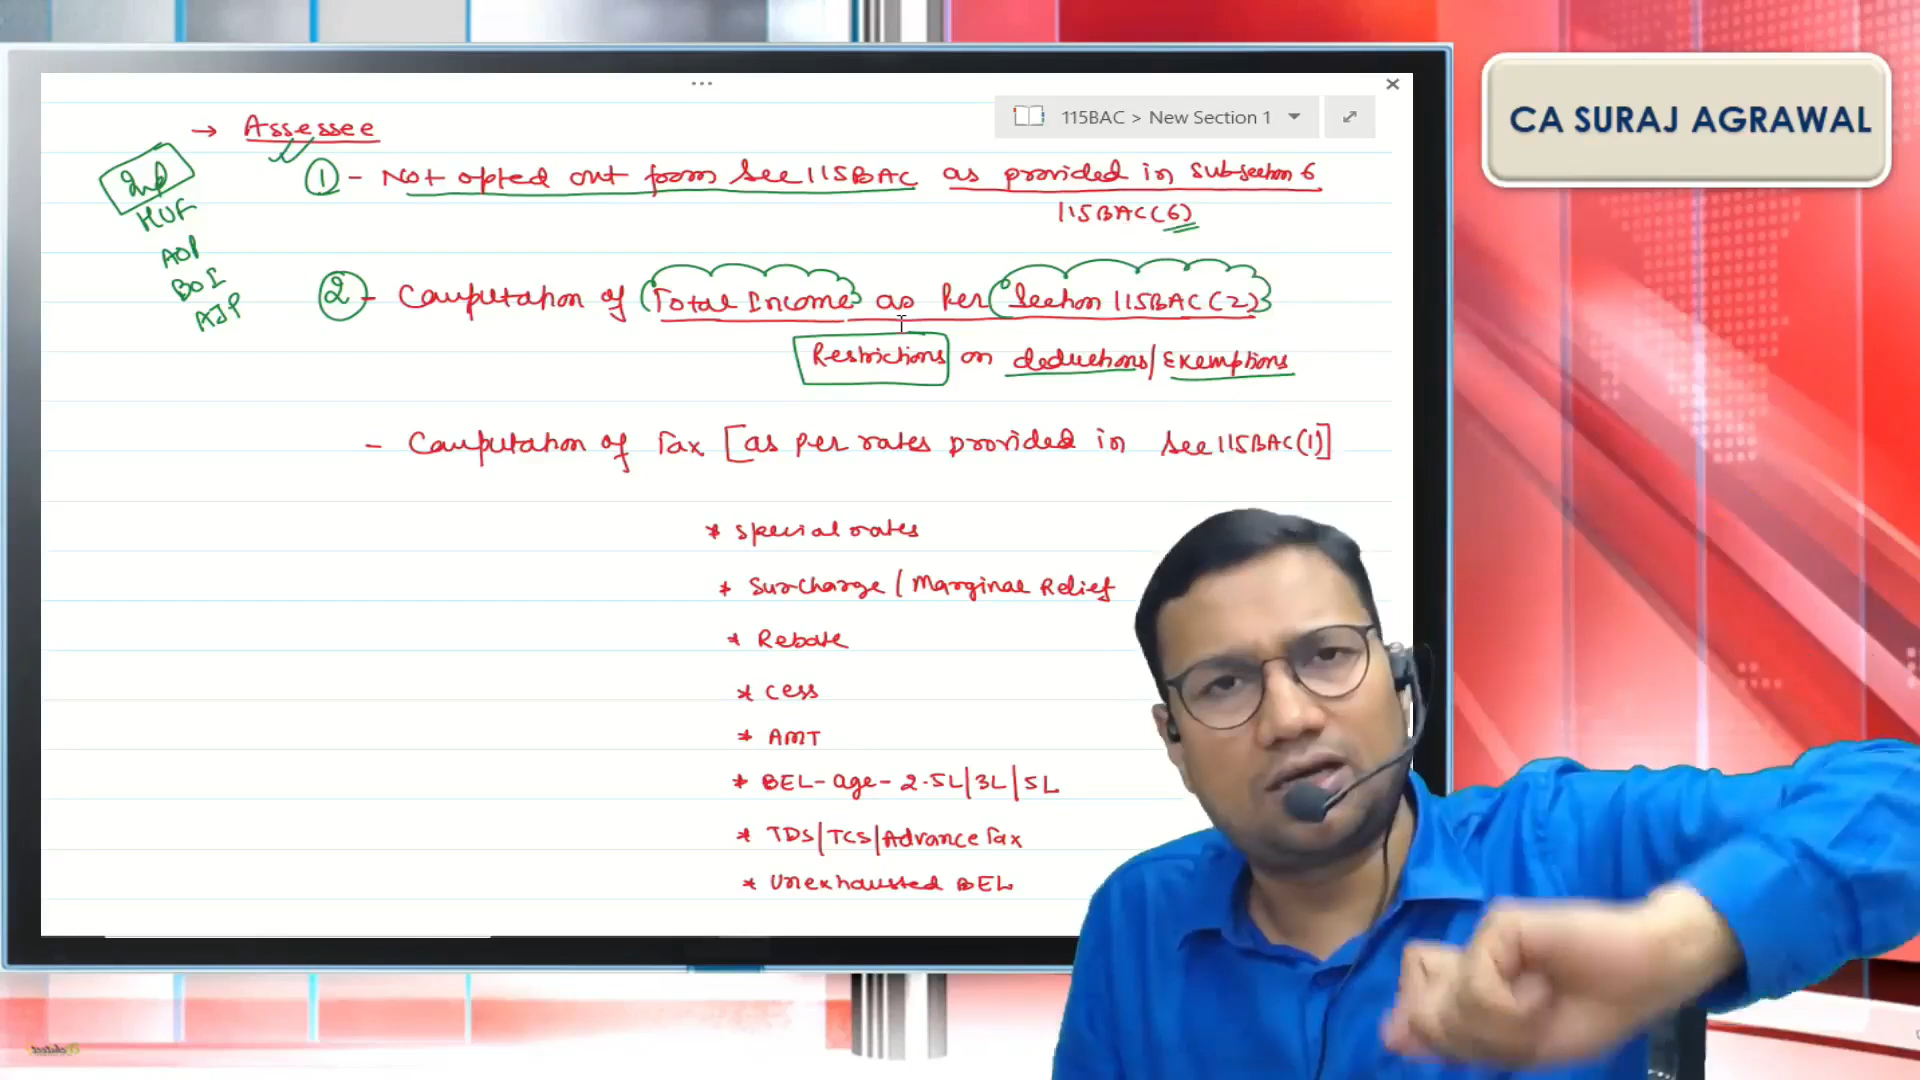 CA SURAJ AGRAWAL
115BAC > New Section 1
→ Assessee
Ind
HUF
AOP
BOI
AJP
① - Not opted out from Sec 115BAC as provided in subsection 6
115BAC(6)
② - Computation of Total Income as Per Section 115BAC(2)
Restrictions on deductions/Exemptions
- Computation of Tax [as per rates provided in Sec 115BAC(1)]
* Special rates
* Surcharge / Marginal Relief
* Rebate
* Cess
* AMT
* BEL - age - 2.5L|3L|5L
* TDS|TCS|Advance Tax
* Unexhausted BEL